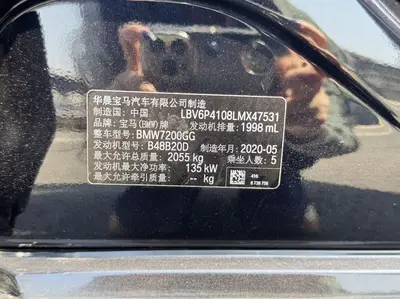 华晨宝马汽车有限公司制造
制造国：中国 LBV6P4108LMX47531
品牌：宝马(BMW)牌 发动机排量：1998 mL
整车型号：BMW7200GG
发动机型号：B48B20D 制造年月：2020-05
最大允许总质量：2055 kg 乘坐人数：5
发动机最大净功率：135 kW
最大允许牵引质量：-- kg